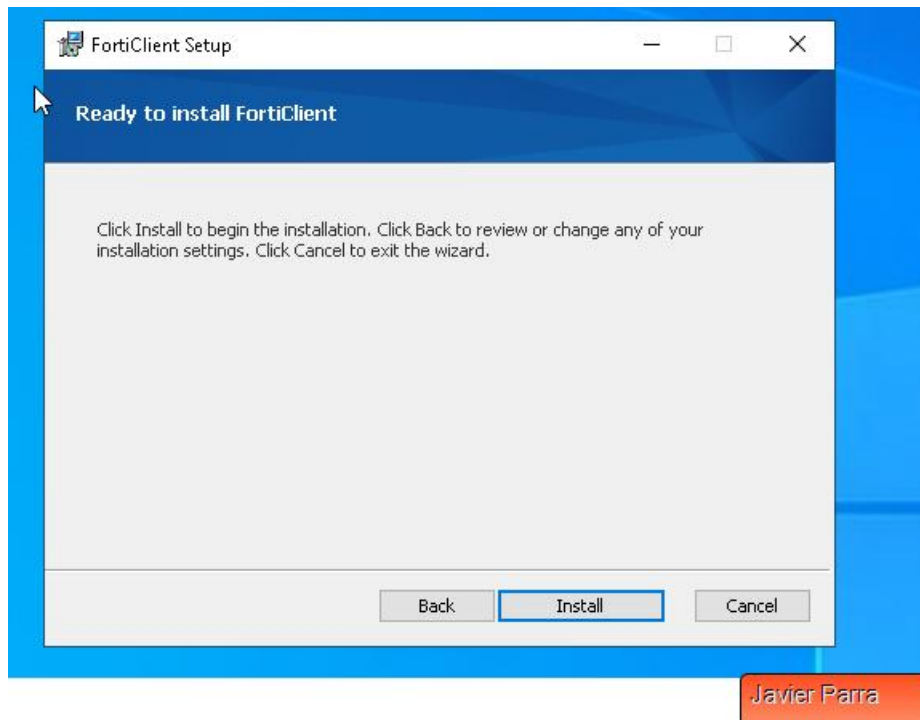 FortiClient Setup
Ready to install FortiClient
Click Install to begin the installation. Click Back to review or change any of your
installation settings. Click Cancel to exit the wizard.
Back Install Cancel
Javier Parra